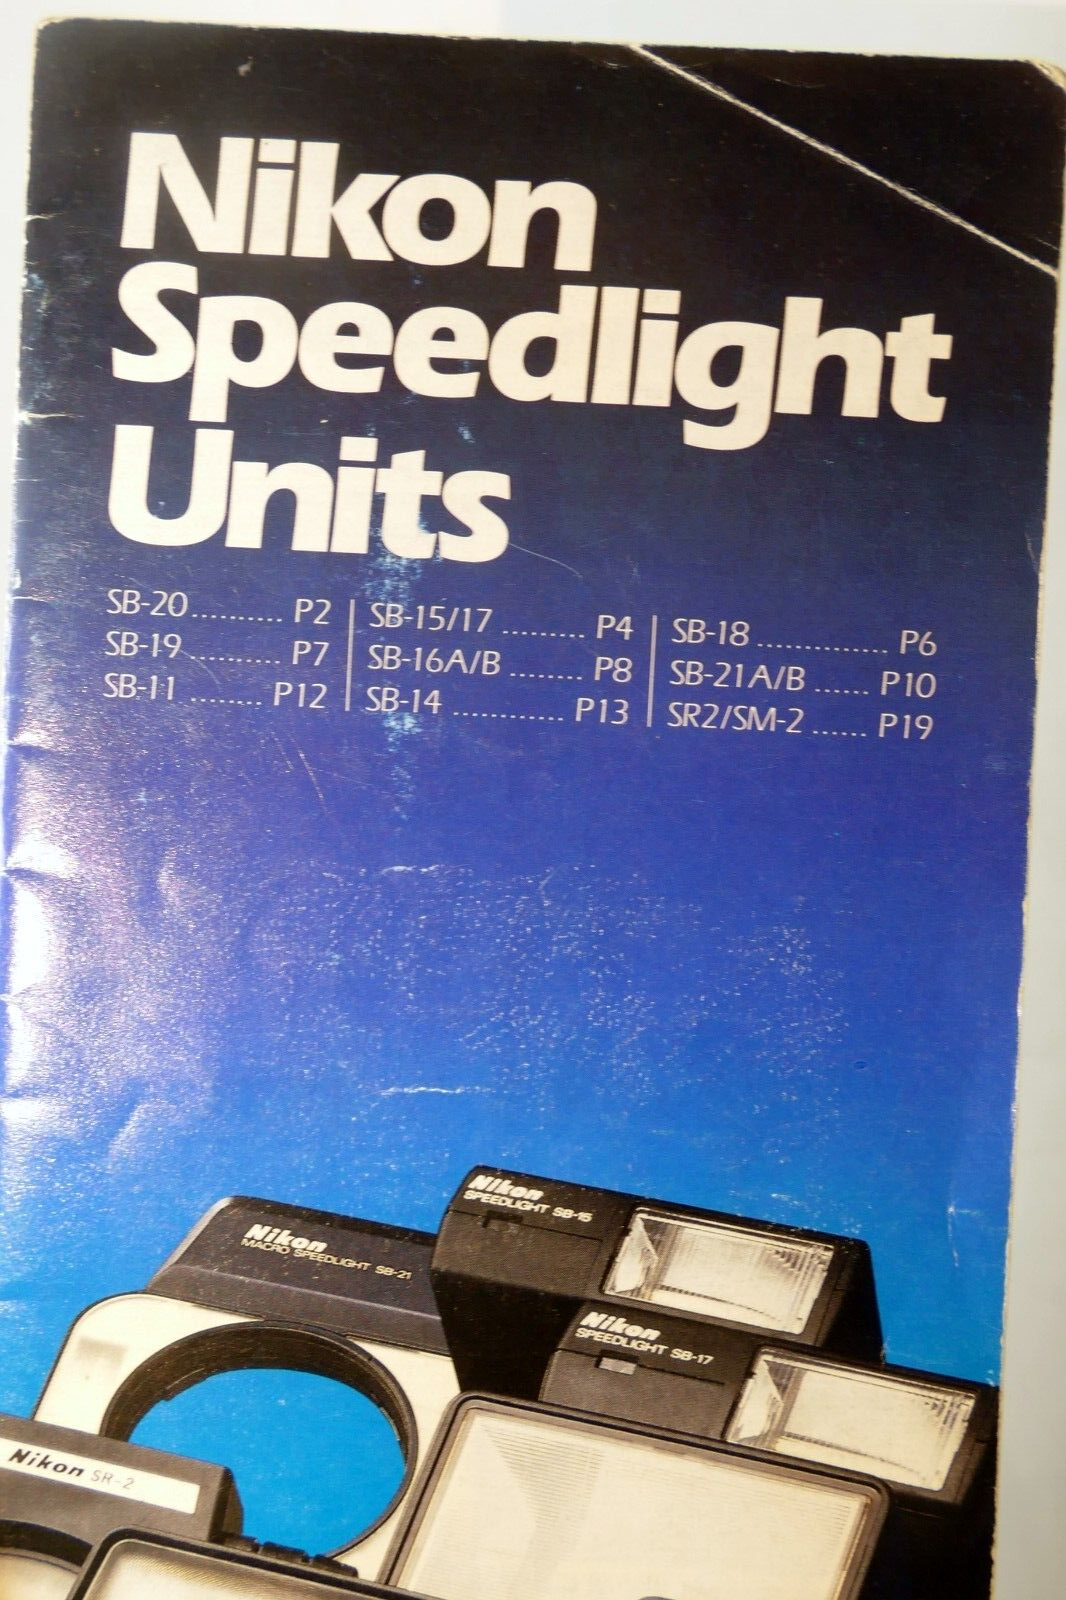 Nikon
Speedlight
Units
SB-20.......... P2 | SB-15/17 ......... P4 | SB-18 ............... P6
SB-19 .......... P7 | SB-16A/B ........ P8 | SB-21A/B ...... P10
SB-11 ........ P12 | SB-14 ............ P13 | SR2/SM-2 ...... P19
Nikon
SPEEDLIGHT SB-15
Nikon
MACRO SPEEDLIGHT SB-21
Nikon
SPEEDLIGHT SB-17
Nikon SR-2